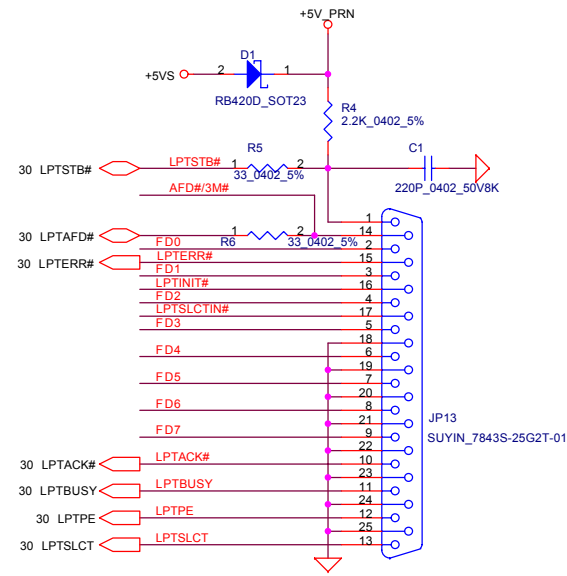 +5V_PRN
D1
+5VS 2 1
RB420D_SOT23
R4
2.2K_0402_5%
R5 C1
30 LPTSTB# LPTSTB# 1 2
33_0402_5%
220P_0402_50V8K
AFD#/3M#
1
30 LPTAFD# 1 2 14
FD0 R6 33_0402_5% 2
30 LPTERR# LPTERR# 15
FD1 3
LPTINIT# 16
FD2 4
LPTSLCTIN# 17
FD3 5
18
FD4 6
19
FD5 7
20
FD6 8
21
JP13
FD7 9
SUYIN_7843S-25G2T-01
22
30 LPTACK# LPTACK# 10
23
30 LPTBUSY LPTBUSY 11
24
30 LPTPE LPTPE 12
25
30 LPTSLCT LPTSLCT 13